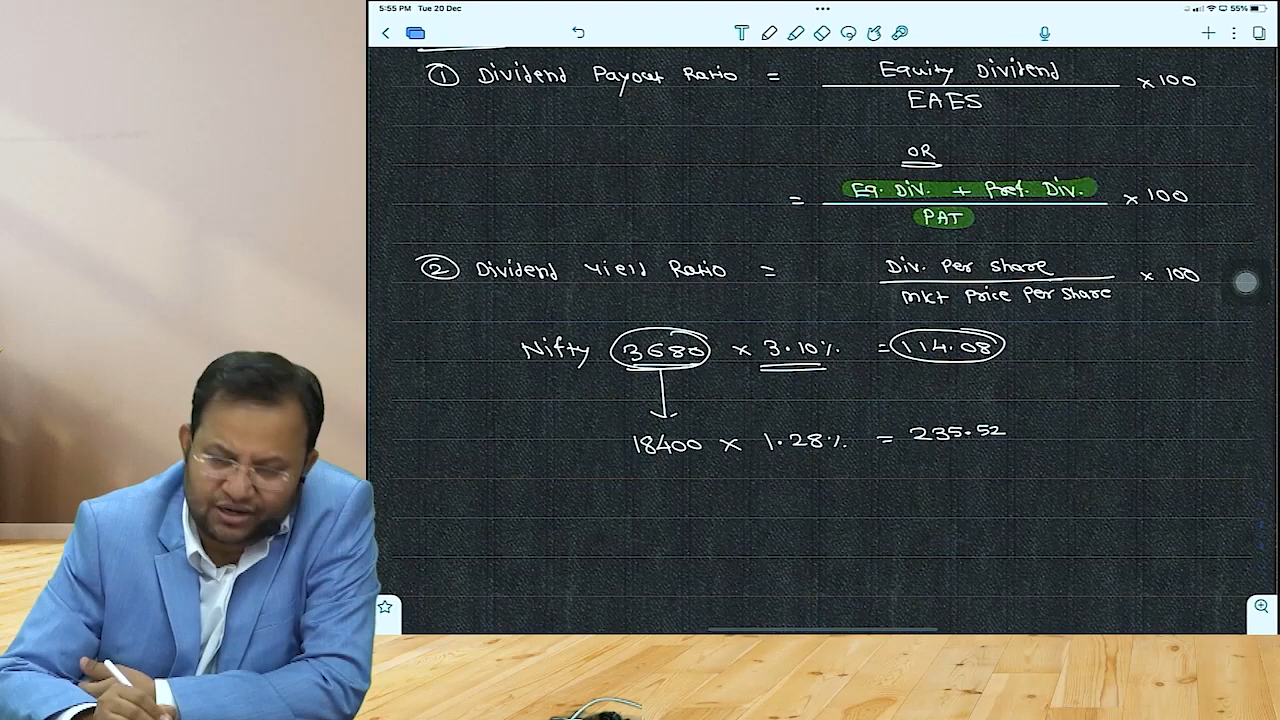 5:55 PM Tue 20 Dec
55%
① Dividend Payout Ratio = Equity Dividend / EAES × 100
OR
= Eq. Div. + Pref. Div. / PAT × 100
② Dividend Yield Ratio = Div. Per Share / Mkt Price Per Share × 100
Nifty 3680 × 3.10% = 114.08
18400 × 1.28% = 235.52